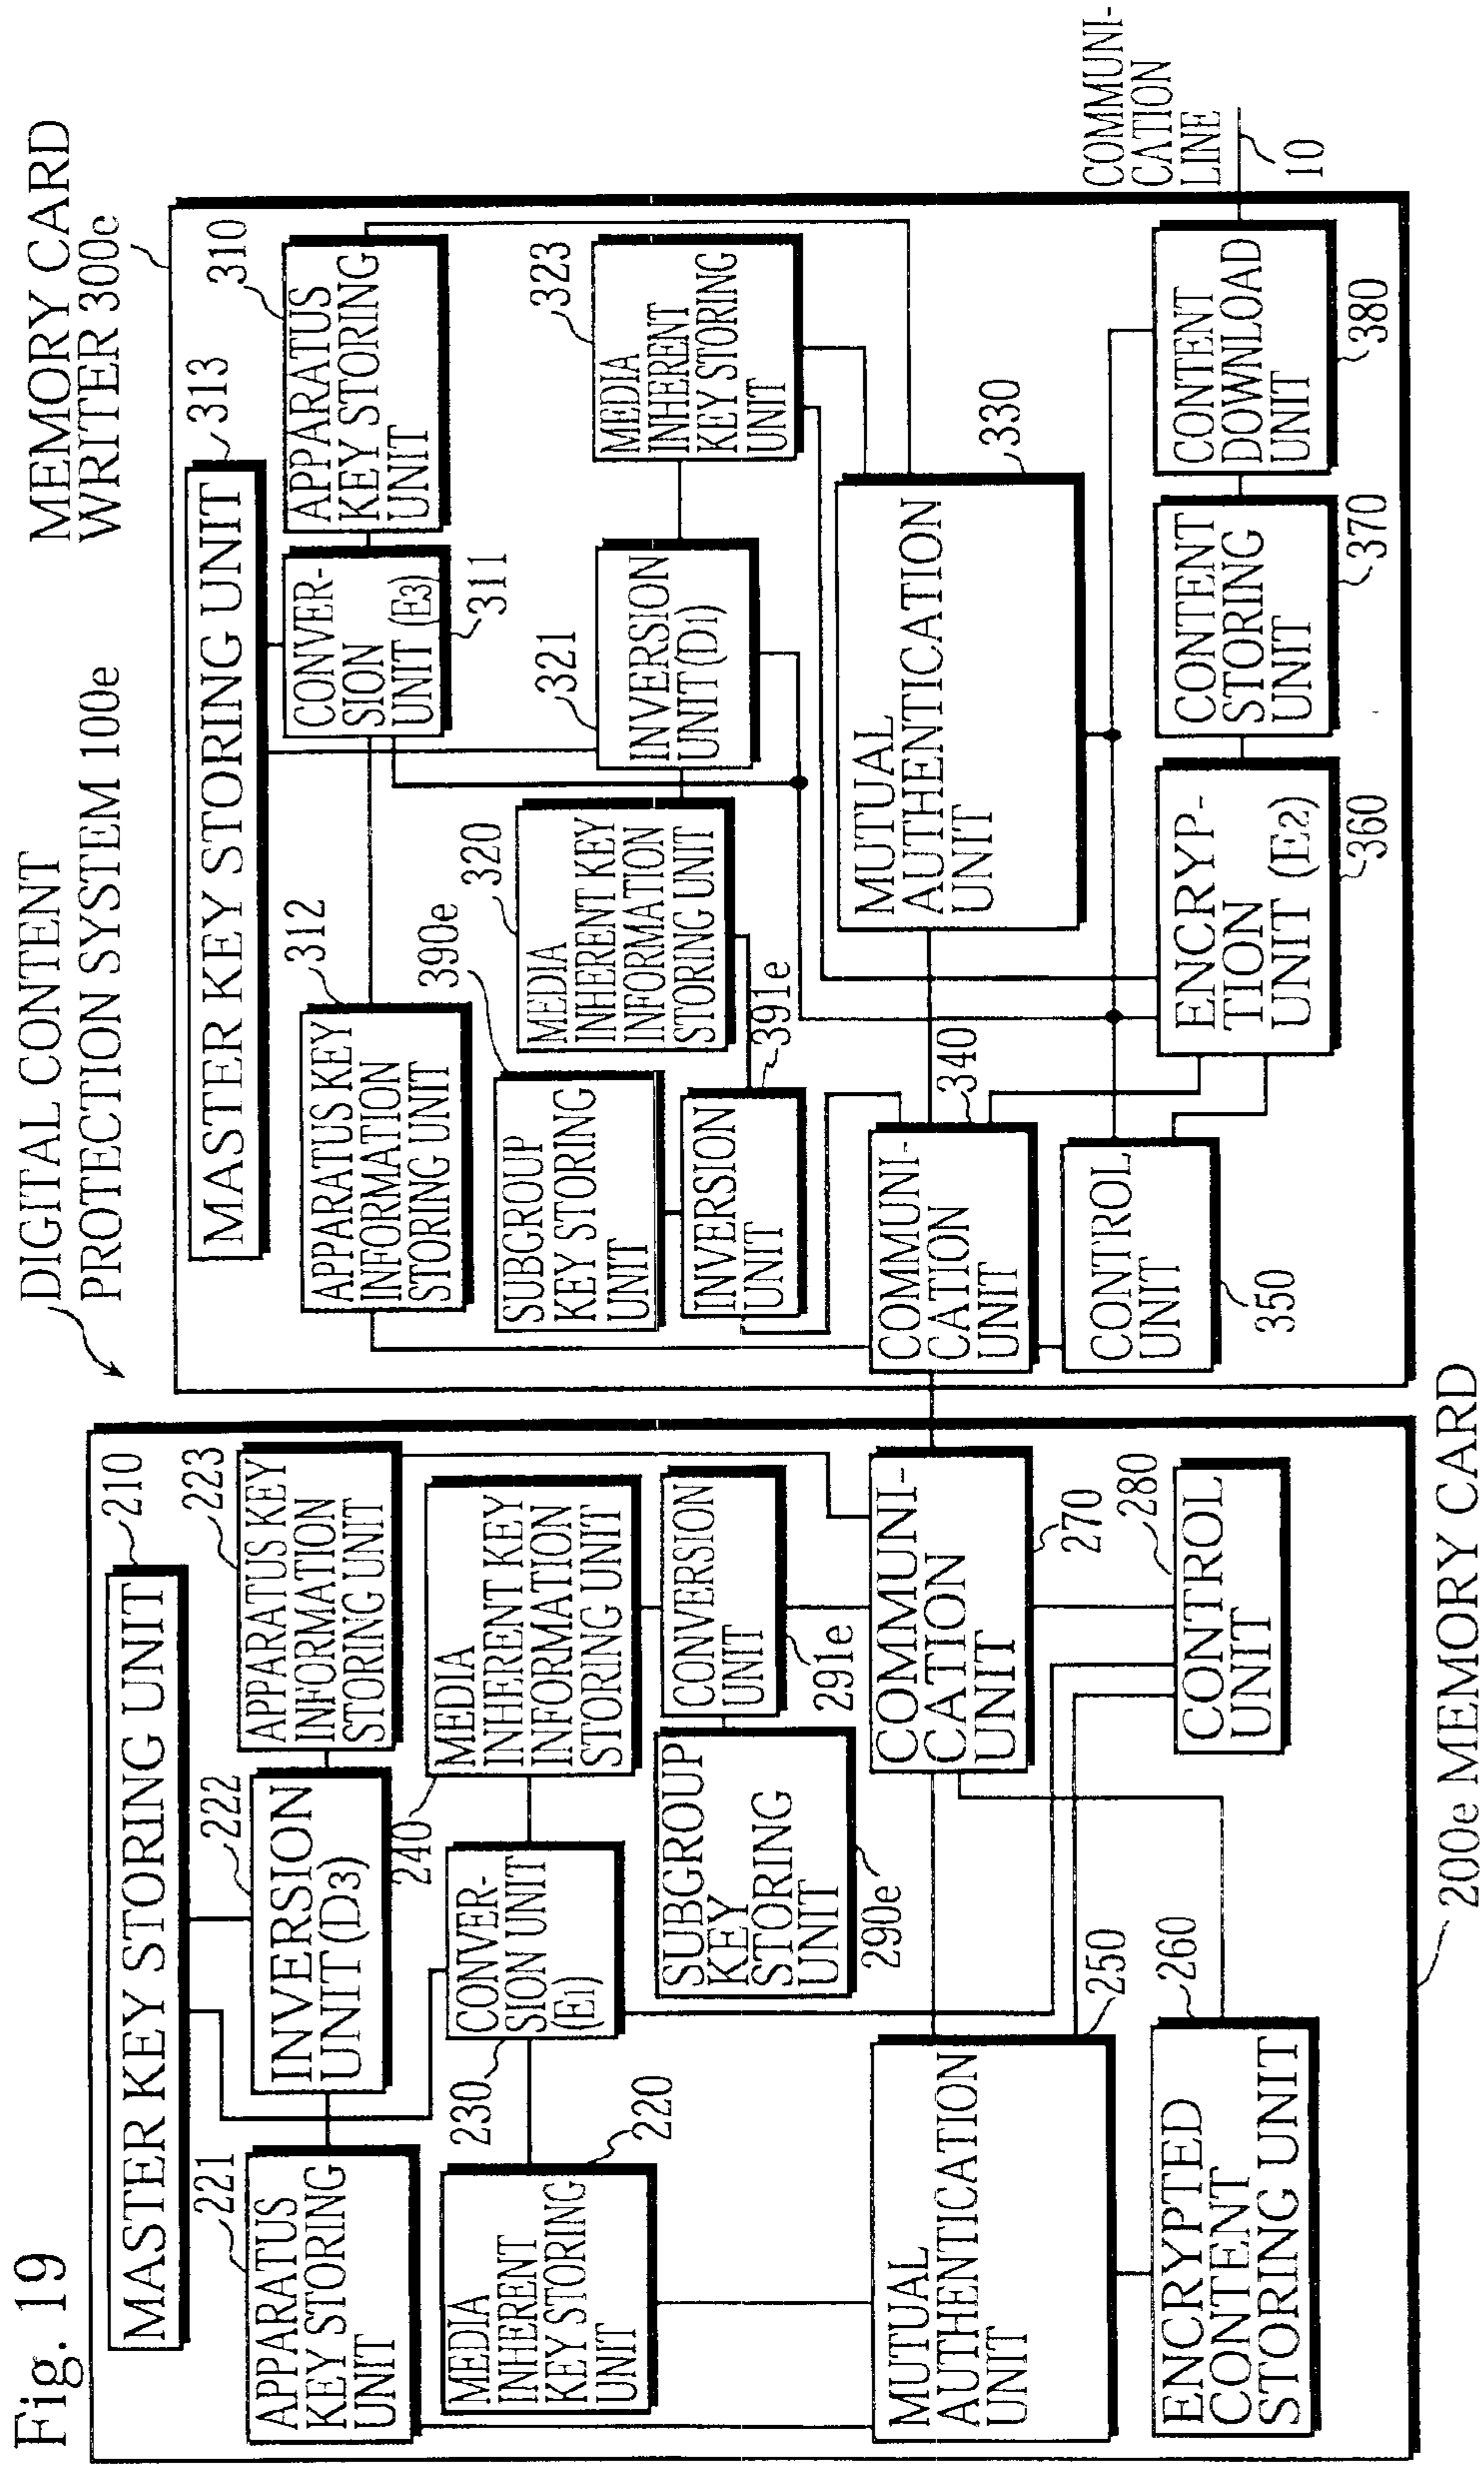 Fig. 19
DIGITAL CONTENT
PROTECTION SYSTEM 100e
MEMORY CARD
WRITER 300e
MASTER KEY STORING UNIT
210
221
APPARATUS
KEY STORING
UNIT
222
INVERSION
UNIT (D3)
223
APPARATUS KEY
INFORMATION
STORING UNIT
MEDIA
INHERENT
KEY STORING
UNIT
220
230
CONVER-
SION UNIT
(E1)
240
MEDIA
INHERENT KEY
INFORMATION
STORING UNIT
SUBGROUP
KEY
STORING
UNIT
290e
CONVERSION
UNIT
291e
MUTUAL
AUTHENTICATION
UNIT
250
COMMUNI-
CATION
UNIT
270
ENCRYPTED
CONTENT
STORING UNIT
260
CONTROL
UNIT
280
200e MEMORY CARD
MASTER KEY STORING UNIT
313
APPARATUS KEY
INFORMATION
STORING UNIT
312
CONVER-
SION
UNIT (E3)
311
APPARATUS
KEY STORING
UNIT
310
SUBGROUP
KEY STORING
UNIT
390e
MEDIA
INHERENT KEY
INFORMATION
STORING UNIT
320
INVERSION
UNIT (D1)
321
MEDIA
INHERENT
KEY STORING
UNIT
323
INVERSION
UNIT
391e
COMMUNI-
CATION
UNIT
340
MUTUAL
AUTHENTICATION
UNIT
330
CONTROL
UNIT
350
ENCRYP-
TION
UNIT (E2)
360
CONTENT
STORING
UNIT
370
CONTENT
DOWNLOAD
UNIT
380
COMMUNI-
CATION
LINE
10